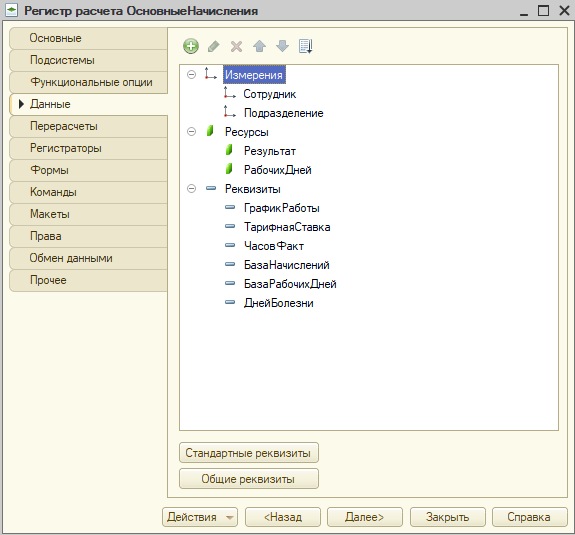 Регистр расчета ОсновныеНачисления
Основные
Подсистемы
Функциональные опции
Данные
Перерасчеты
Регистраторы
Формы
Команды
Макеты
Права
Обмен данными
Прочее
Измерения
Сотрудник
Подразделение
Ресурсы
Результат
РабочихДней
Реквизиты
ГрафикРаботы
ТарифнаяСтавка
ЧасовФакт
БазаНачислений
БазаРабочихДней
ДнейБолезни
Стандартные реквизиты
Общие реквизиты
Действия
<Назад
Далее>
Закрыть
Справка